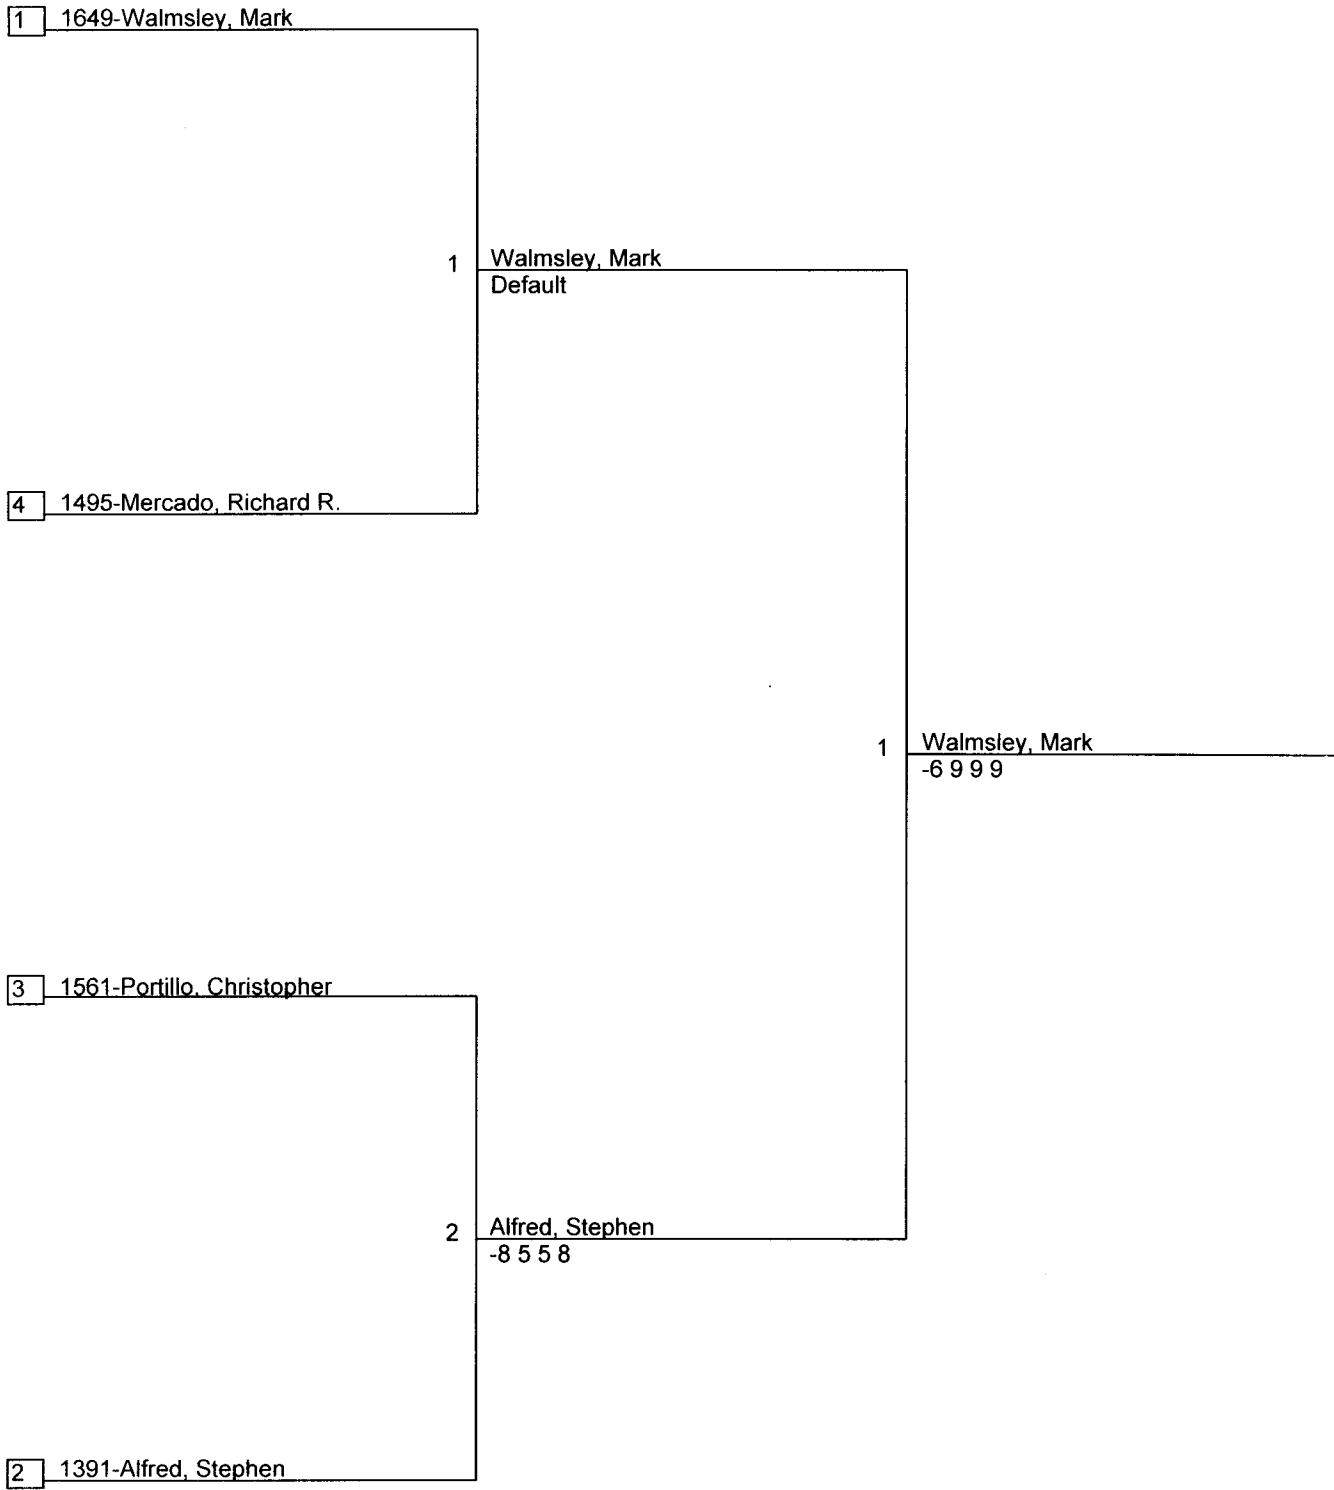 1 1649-Walmsley, Mark
1 Walmsley, Mark
Default
4 1495-Mercado, Richard R.
1 Walmsley, Mark
-6 9 9 9
3 1561-Portillo, Christopher
2 Alfred, Stephen
-8 5 5 8
2 1391-Alfred, Stephen